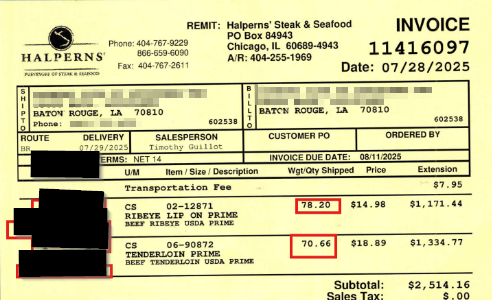 HALPERNS'
PURVEYORS OF STEAK & SEAFOOD
Phone: 404-767-9229
866-659-6090
Fax: 404-767-2611
REMIT: Halperns' Steak & Seafood
PO Box 84943
Chicago, IL 60689-4943
A/R: 404-255-1969
INVOICE
11416097
Date: 07/28/2025
SHIP TO
BATON ROUGE, LA 70810
Phone:
602538
BILL TO
BATON ROUGE, LA 70810
602538
ROUTE DELIVERY SALESPERSON CUSTOMER PO ORDERED BY
BR 07/29/2025 Timothy Guillot
TERMS: NET 14 INVOICE DUE DATE: 08/11/2025
U/M Item / Size / Description Wgt/Qty Shipped Price Extension
Transportation Fee $7.95
CS 02-12871 78.20 $14.98 $1,171.44
RIBEYE LIP ON PRIME
BEEF RIBEYE USDA PRIME
CS 06-90872 70.66 $18.89 $1,334.77
TENDERLOIN PRIME
BEEF TENDERLOIN USDA PRIME
Subtotal: $2,514.16
Sales Tax: $.00